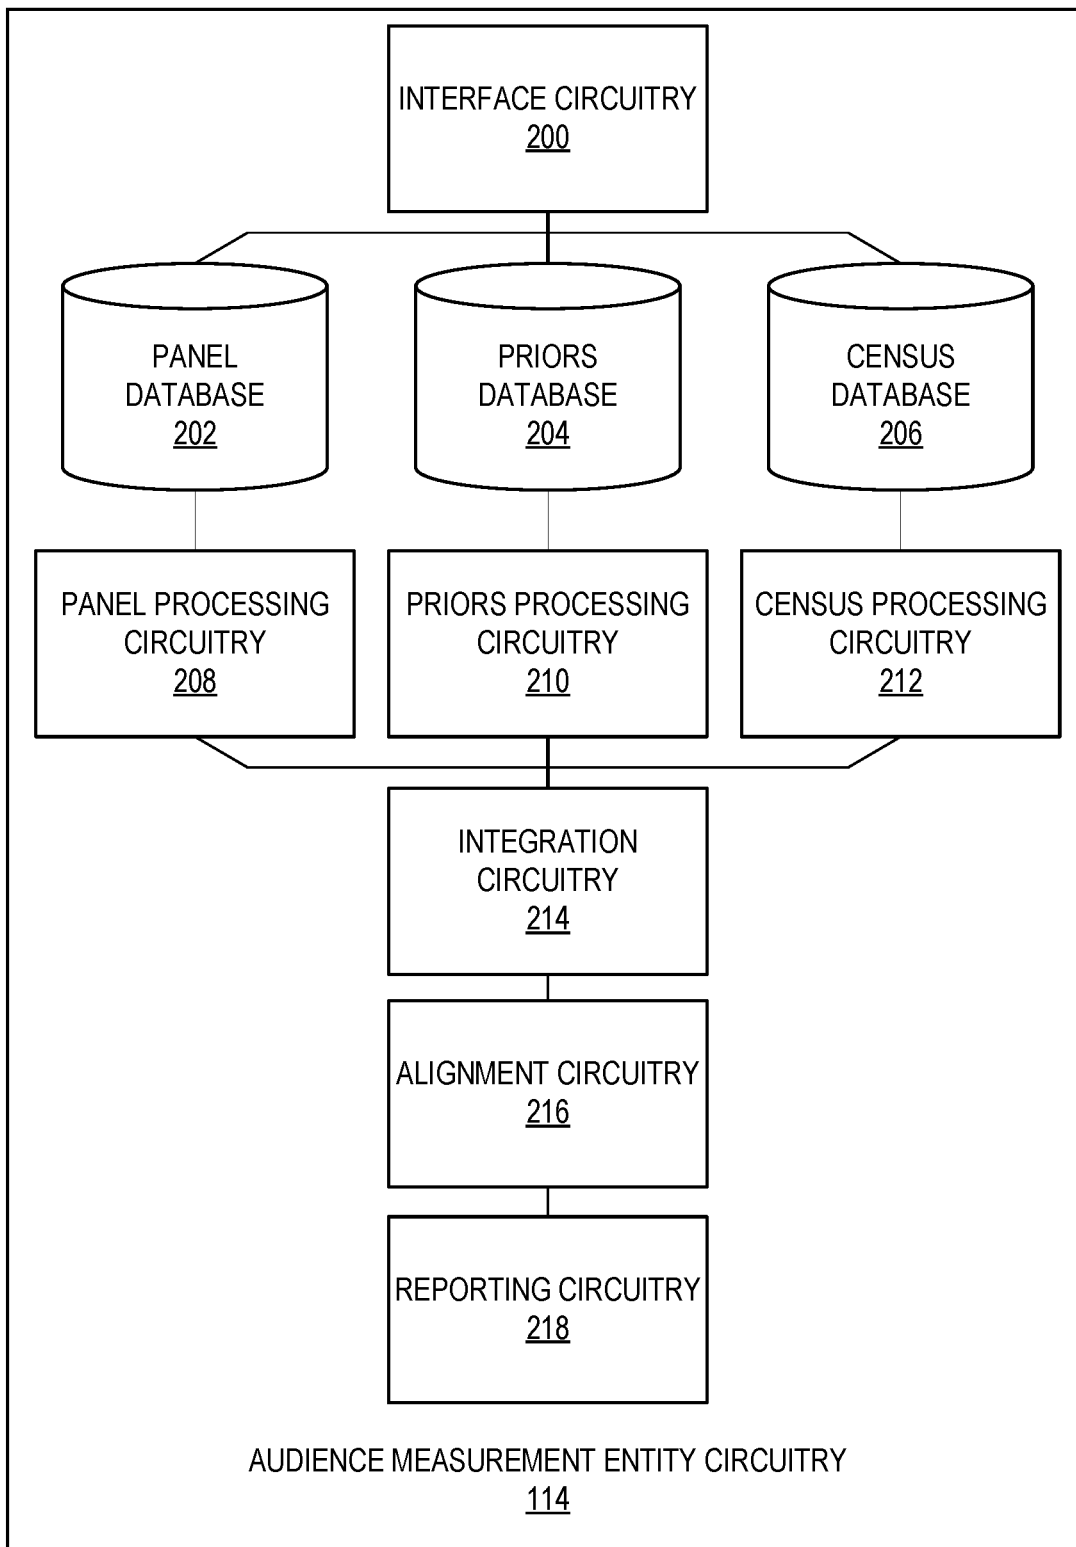 INTERFACE CIRCUITRY
200
PANEL
DATABASE
202
PRIORS
DATABASE
204
CENSUS
DATABASE
206
PANEL PROCESSING
CIRCUITRY
208
PRIORS PROCESSING
CIRCUITRY
210
CENSUS PROCESSING
CIRCUITRY
212
INTEGRATION
CIRCUITRY
214
ALIGNMENT CIRCUITRY
216
REPORTING CIRCUITRY
218
AUDIENCE MEASUREMENT ENTITY CIRCUITRY
114